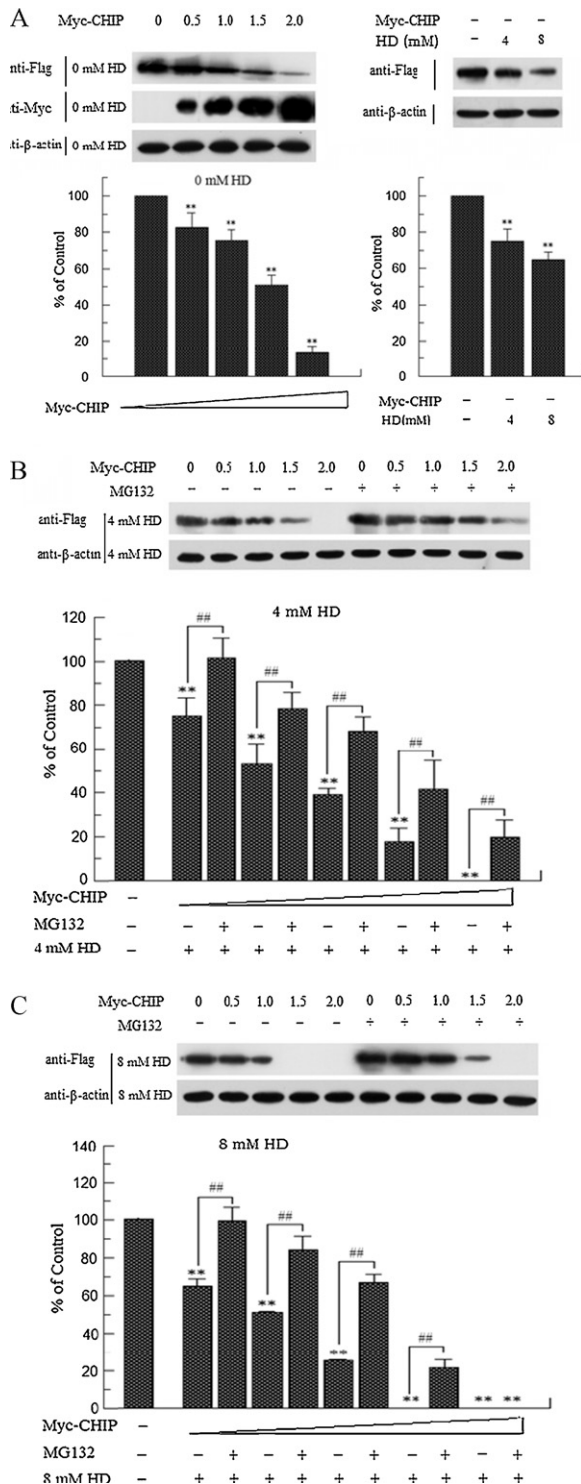 A
Myc-CHIP 0 0.5 1.0 1.5 2.0
nti-Flag 0 mM HD
ti-Myc 0 mM HD
ti-β-actin 0 mM HD
Myc-CHIP – – –
HD (mM) – 4 8
anti-Flag
anti-β-actin
0 mM HD
% of Control
100
80
60
40
20
0
** ** ** **
Myc-CHIP
% of Control
100
80
60
40
20
0
** **
Myc-CHIP – – –
HD(mM) – 4 8
B
Myc-CHIP 0 0.5 1.0 1.5 2.0 0 0.5 1.0 1.5 2.0
MG132 – – – – – ÷ ÷ ÷ ÷ ÷
anti-Flag 4 mM HD
anti-β-actin 4 mM HD
4 mM HD
% of Control
120
100
80
60
40
20
0
## ## ## ## ##
** ** ** ** **
Myc-CHIP –
MG132 – – + – + – + – + – +
4 mM HD – + + + + + + + + + +
C
Myc-CHIP 0 0.5 1.0 1.5 2.0 0 0.5 1.0 1.5 2.0
MG132 – – – – – ÷ ÷ ÷ ÷ ÷
anti-Flag 8 mM HD
anti-β-actin 8 mM HD
8 mM HD
% of Control
140
120
100
80
60
40
20
0
## ## ## ##
** ** ** ** ** **
Myc-CHIP –
MG132 – – + – + – + – + – +
8 mM HD – + + + + + + + + + +